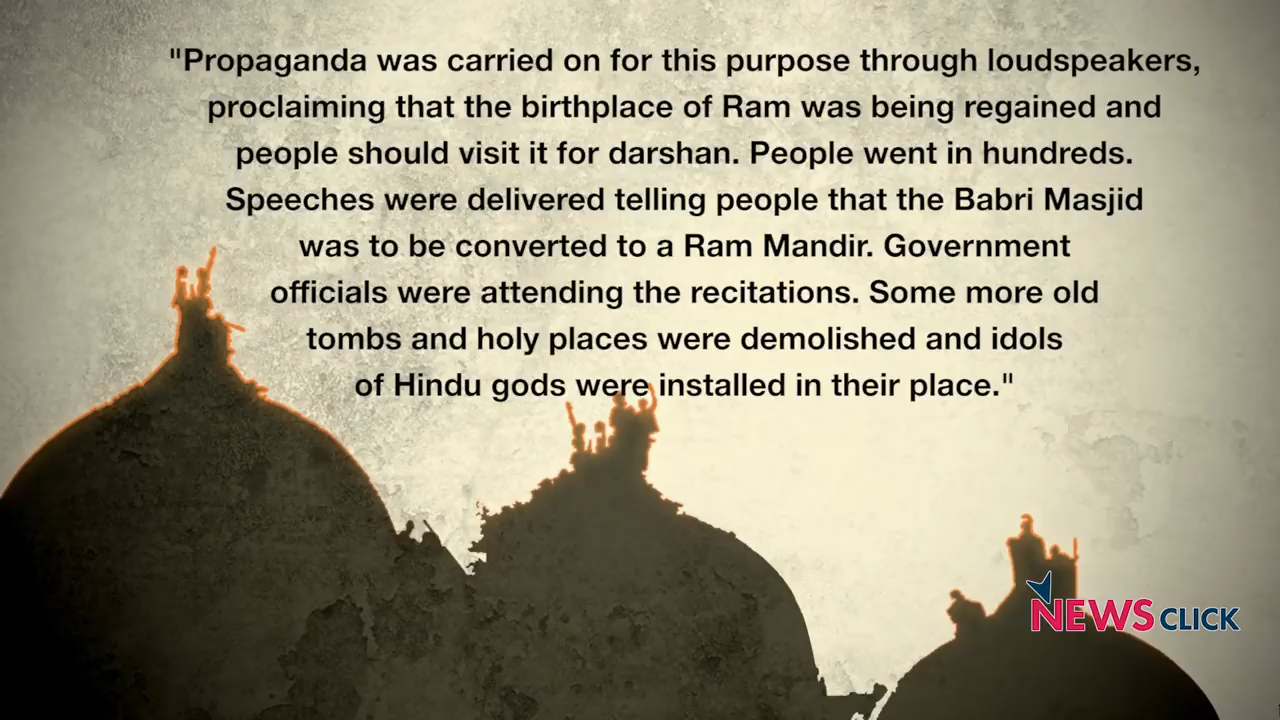 "Propaganda was carried on for this purpose through loudspeakers,
proclaiming that the birthplace of Ram was being regained and
people should visit it for darshan. People went in hundreds.
Speeches were delivered telling people that the Babri Masjid
was to be converted to a Ram Mandir. Government
officials were attending the recitations. Some more old
tombs and holy places were demolished and idols
of Hindu gods were installed in their place."
NEWSCLICK